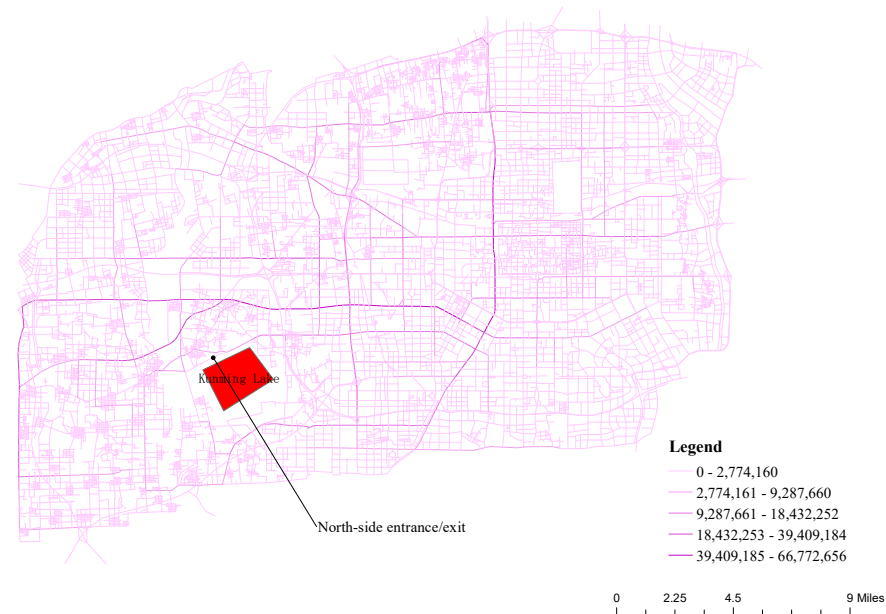 Kunming Lake
North-side entrance/exit
Legend
0 - 2,774,160
2,774,161 - 9,287,660
9,287,661 - 18,432,252
18,432,253 - 39,409,184
39,409,185 - 66,772,656
0 2.25 4.5 9 Miles